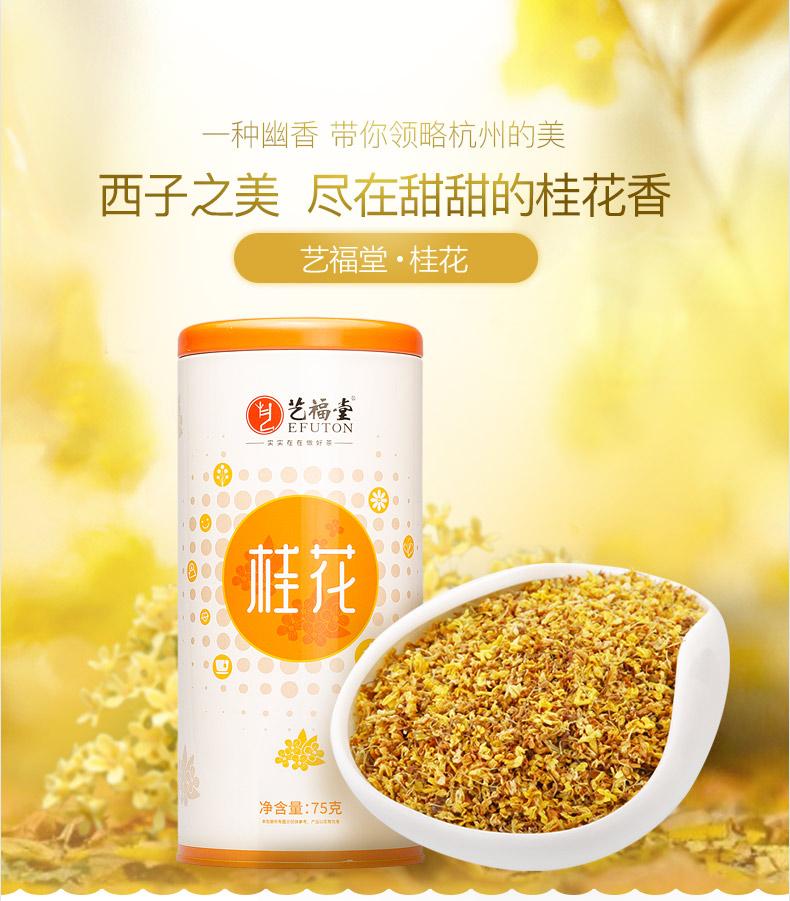 一种幽香 带你领略杭州的美
西子之美 尽在甜甜的桂花香
艺福堂·桂花
艺福堂®
EFUTON
实实在在做好茶
桂花
净含量:75克